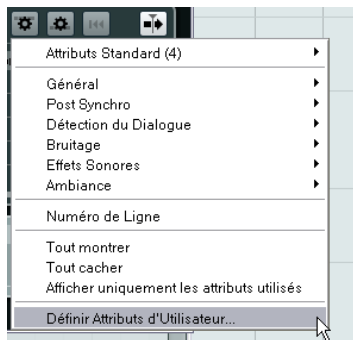 Attributs Standard (4)
Général
Post Synchro
Détection du Dialogue
Bruitage
Effets Sonores
Ambiance
Numéro de Ligne
Tout montrer
Tout cacher
Afficher uniquement les attributs utilisés
Définir Attributs d'Utilisateur...